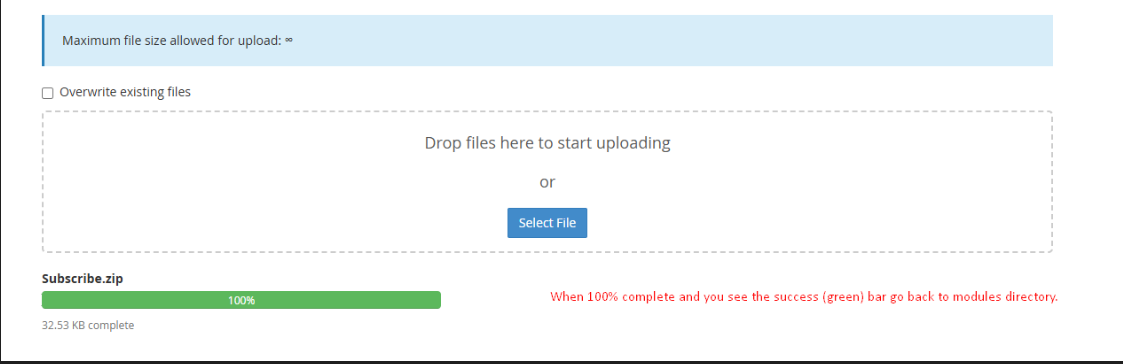 Maximum file size allowed for upload: ∞
Overwrite existing files
Drop files here to start uploading
or
Select File
Subscribe.zip
100%
When 100% complete and you see the success (green) bar go back to modules directory.
32.53 KB complete